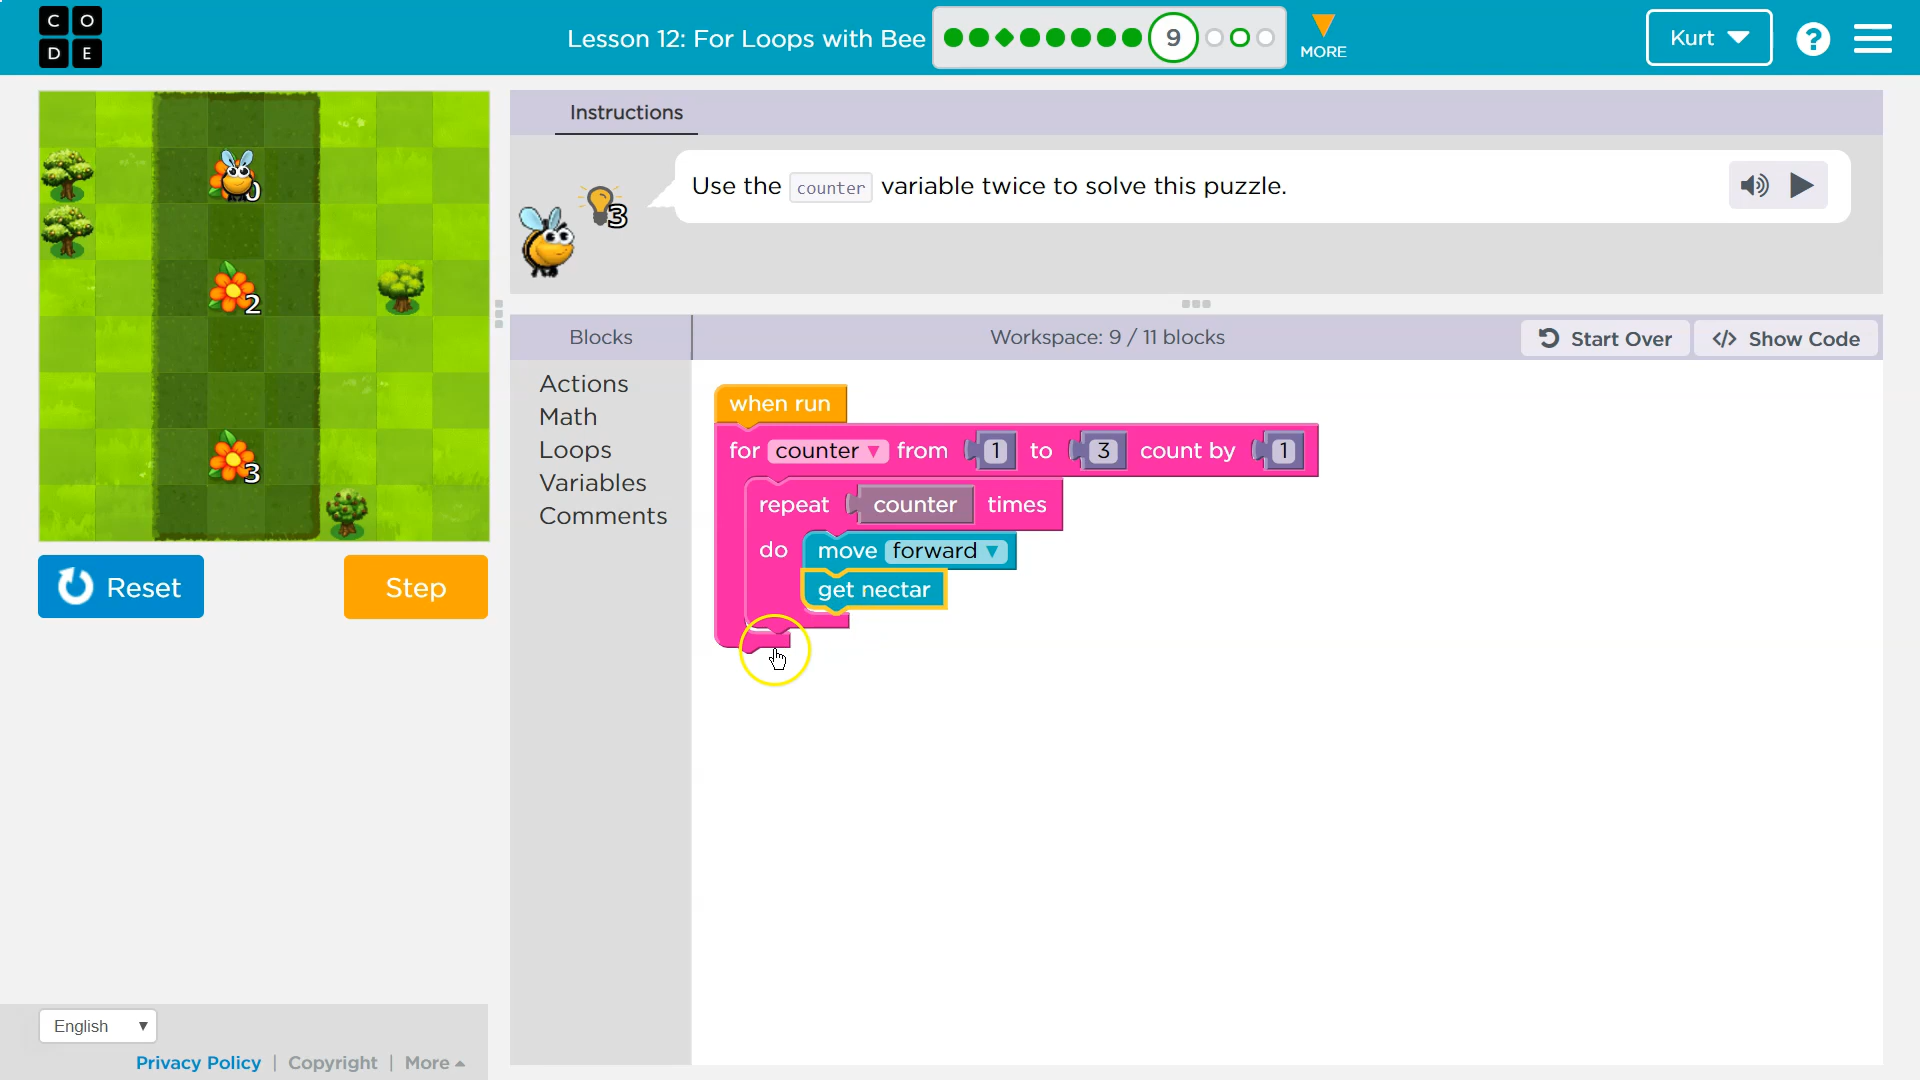 C O
D E
Lesson 12: For Loops with Bee
9
MORE
Kurt
?
0
2
3
Reset
Step
Instructions
3
Use the counter variable twice to solve this puzzle.
Blocks
Workspace: 9 / 11 blocks
Start Over
</> Show Code
Actions
Math
Loops
Variables
Comments
when run
for counter from 1 to 3 count by 1
repeat counter times
do move forward
get nectar
English
Privacy Policy | Copyright | More